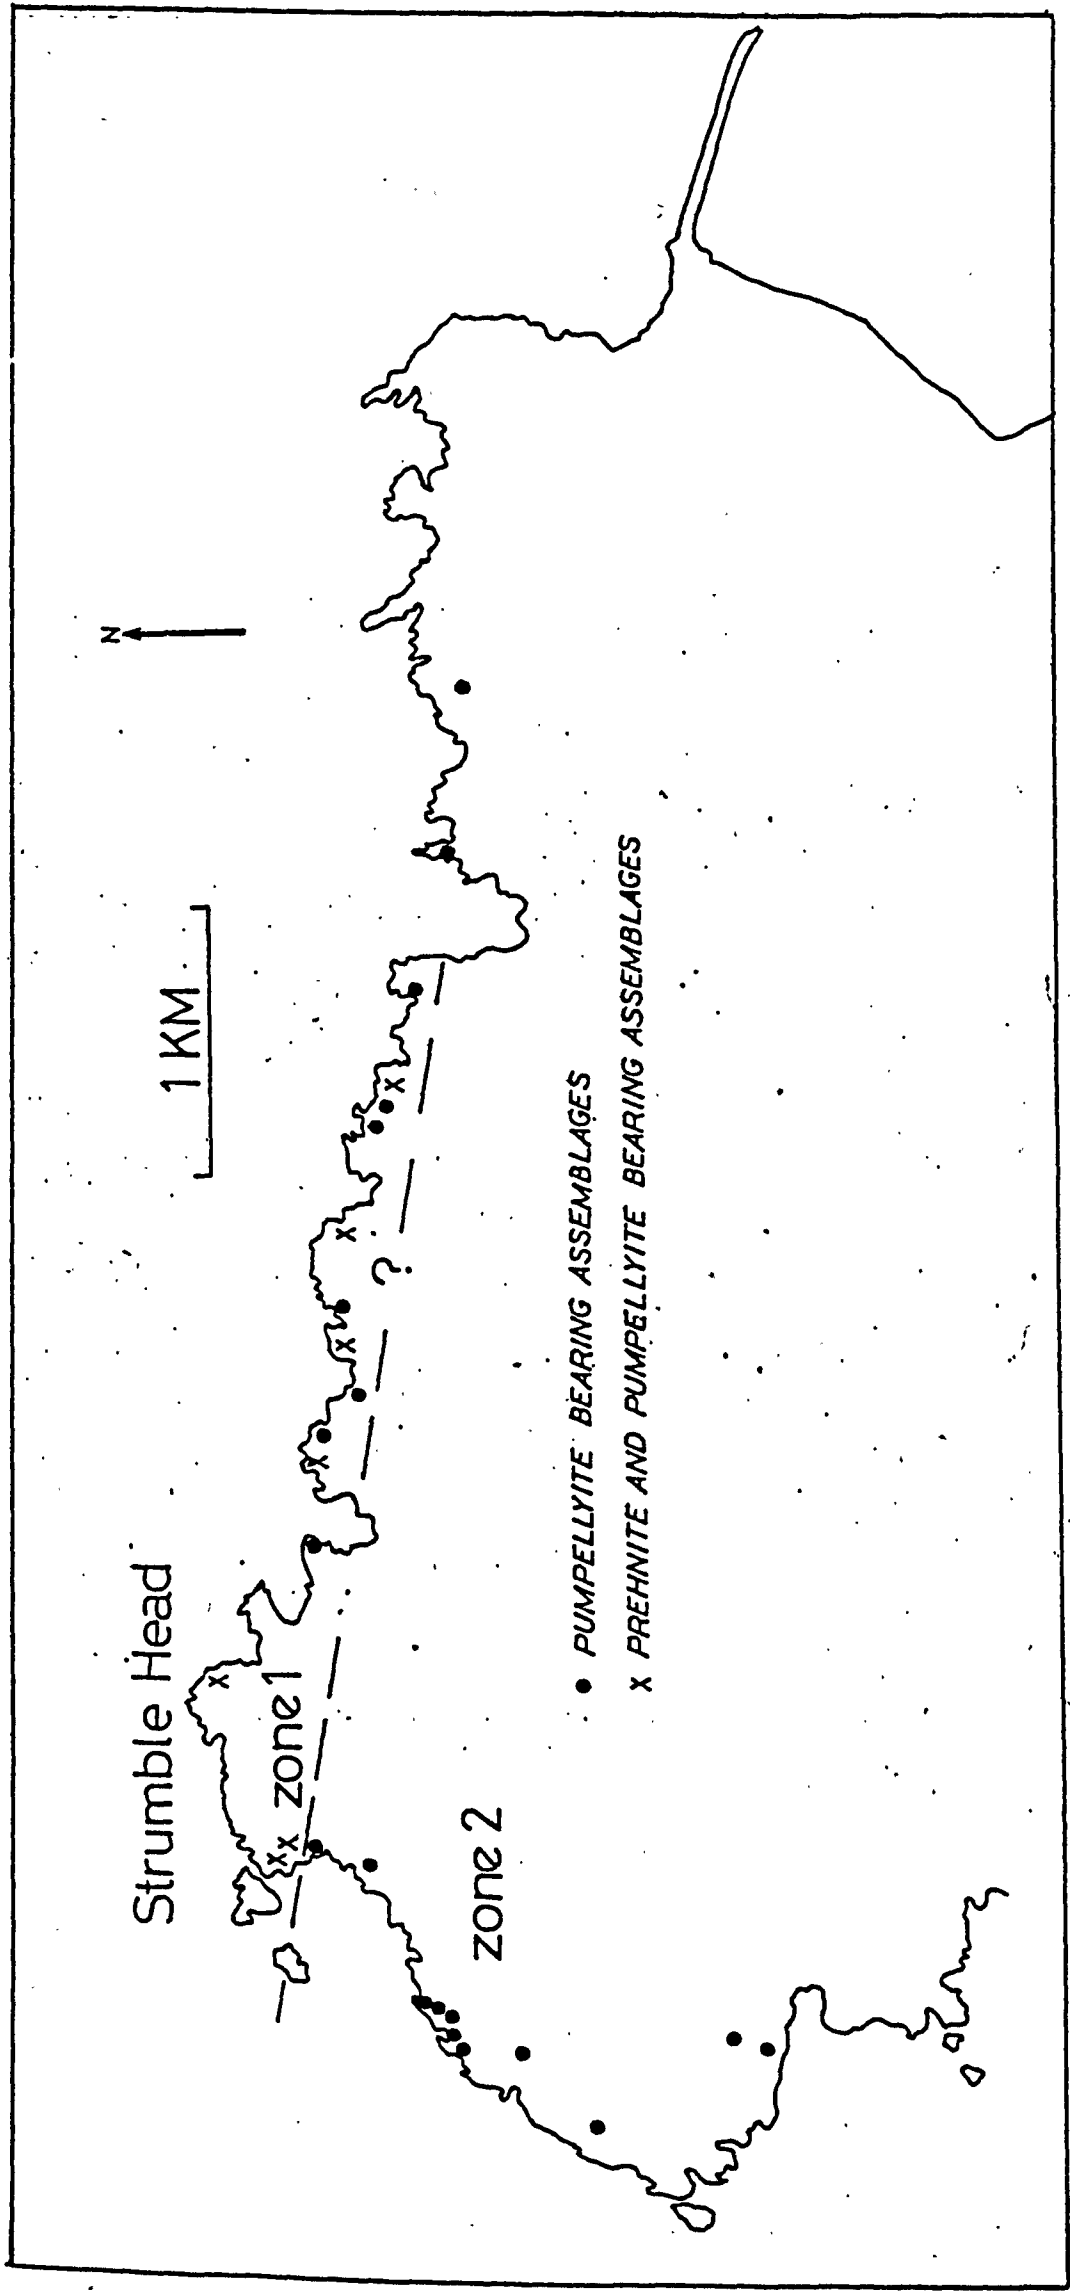 N
1 KM
Strumble Head
x
zone 1
x x
?
x
x
x
x
zone 2
● PUMPELLYITE BEARING ASSEMBLAGES
x PREHNITE AND PUMPELLYITE BEARING ASSEMBLAGES